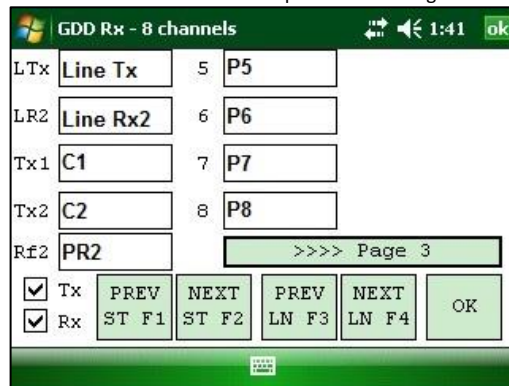 GDD Rx - 8 channels 1:41 ok
LTx Line Tx 5 P5
LR2 Line Rx2 6 P6
Tx1 C1 7 P7
Tx2 C2 8 P8
Rf2 PR2 >>>> Page 3
Tx PREV NEXT PREV NEXT OK
Rx ST F1 ST F2 LN F3 LN F4